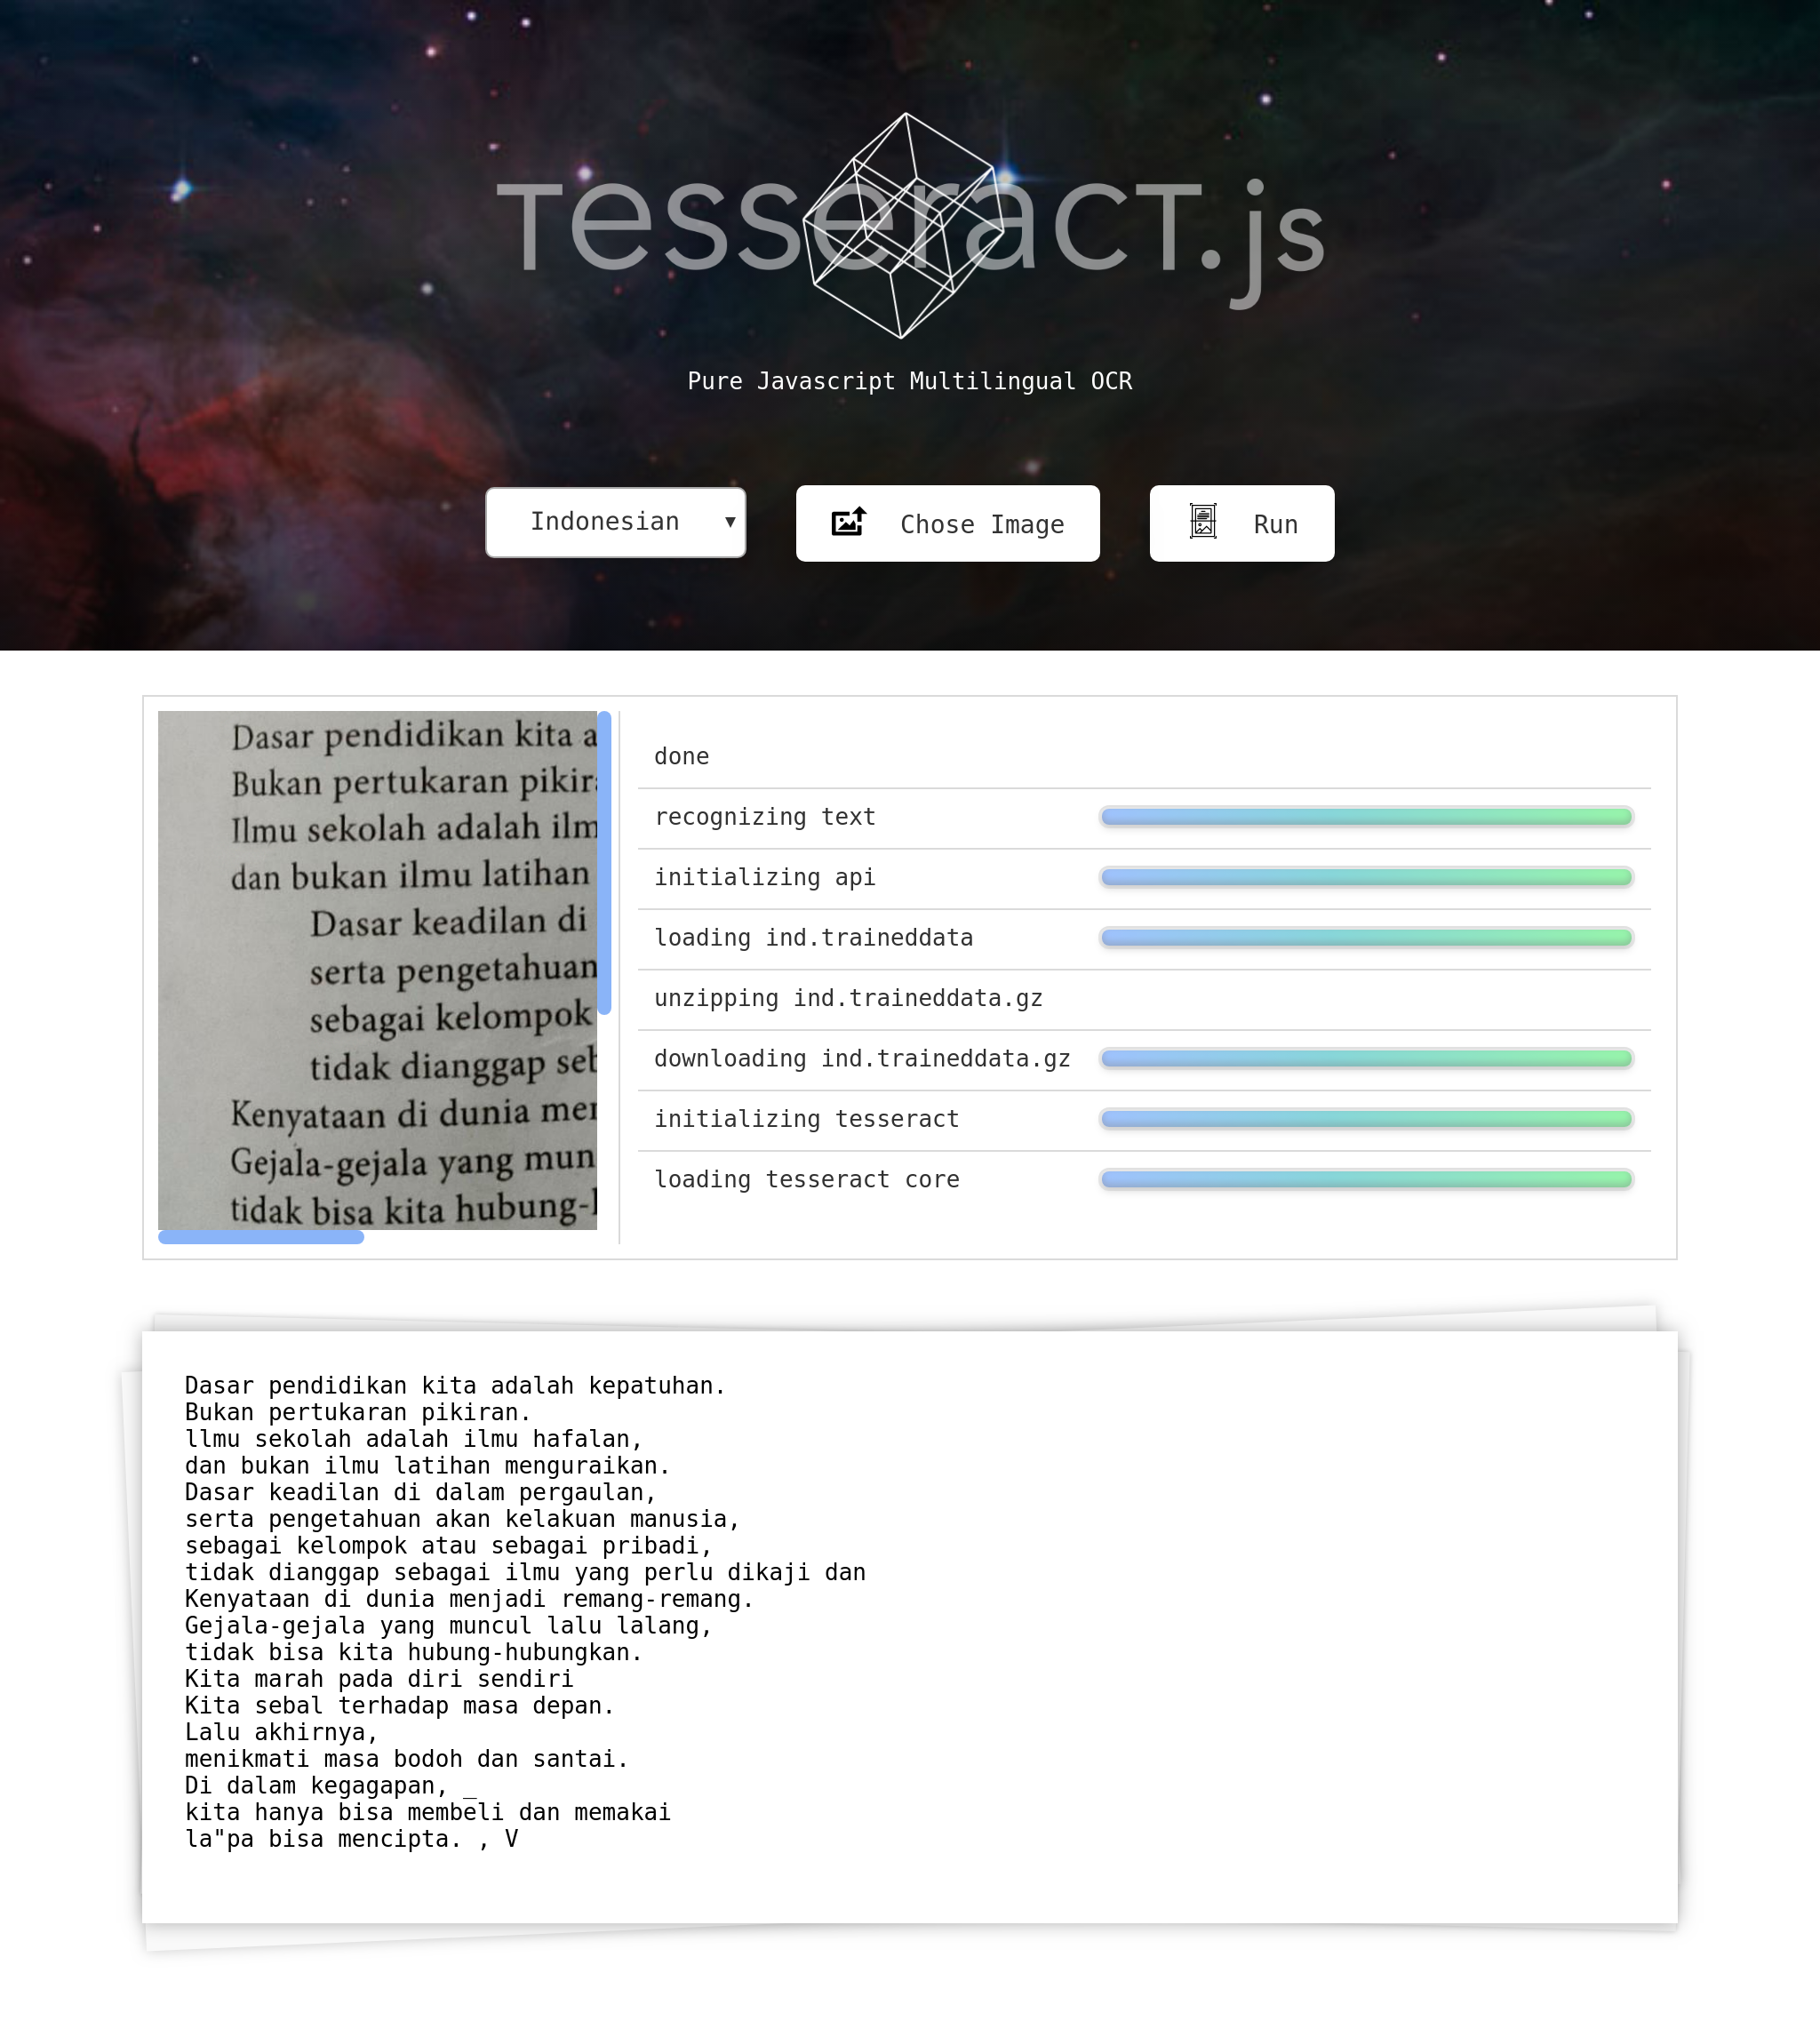 Tesseract.js
Pure Javascript Multilingual OCR
Indonesian
Chose Image
Run
Dasar pendidikan kita a
Bukan pertukaran pikir
Ilmu sekolah adalah ilm
dan bukan ilmu latihan
Dasar keadilan di
serta pengetahuan
sebagai kelompok
tidak dianggap seb
Kenyataan di dunia mer
Gejala-gejala yang mun
tidak bisa kita hubung-
done
recognizing text
initializing api
loading ind.traineddata
unzipping ind.traineddata.gz
downloading ind.traineddata.gz
initializing tesseract
loading tesseract core
Dasar pendidikan kita adalah kepatuhan.
Bukan pertukaran pikiran.
llmu sekolah adalah ilmu hafalan,
dan bukan ilmu latihan menguraikan.
Dasar keadilan di dalam pergaulan,
serta pengetahuan akan kelakuan manusia,
sebagai kelompok atau sebagai pribadi,
tidak dianggap sebagai ilmu yang perlu dikaji dan
Kenyataan di dunia menjadi remang-remang.
Gejala-gejala yang muncul lalu lalang,
tidak bisa kita hubung-hubungkan.
Kita marah pada diri sendiri
Kita sebal terhadap masa depan.
Lalu akhirnya,
menikmati masa bodoh dan santai.
Di dalam kegagapan, _
kita hanya bisa membeli dan memakai
la"pa bisa mencipta. , V